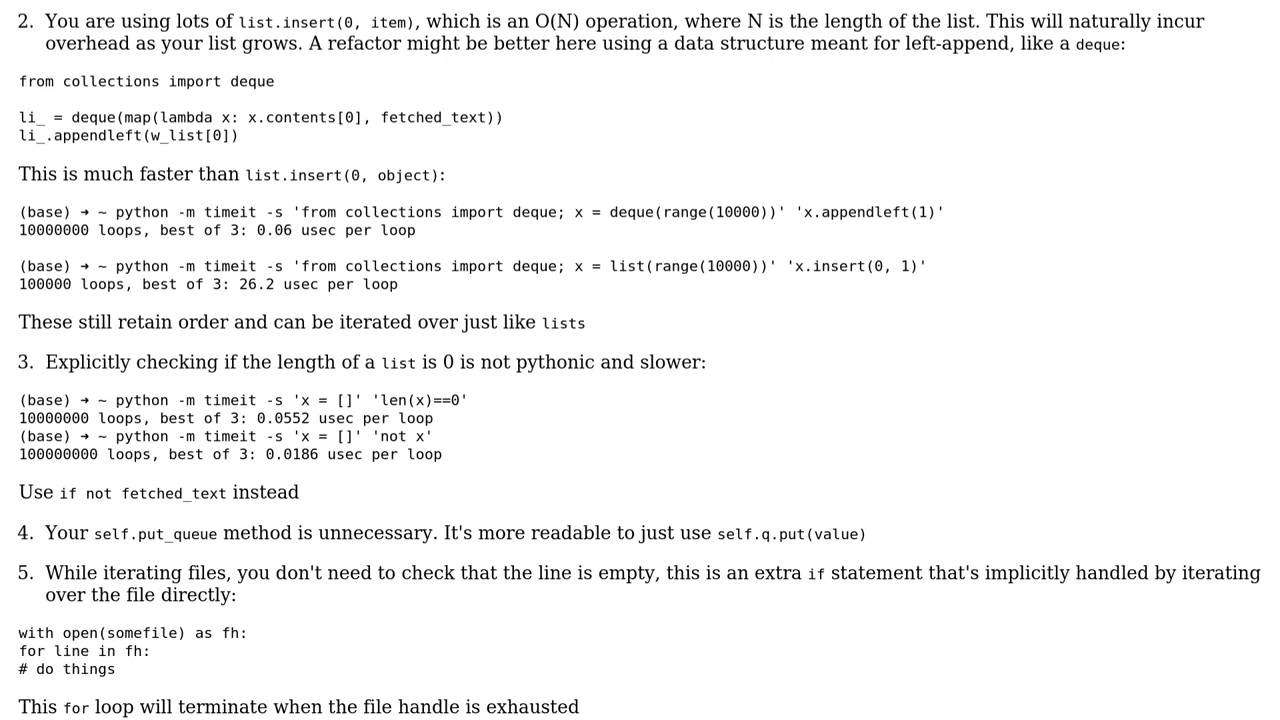 2. You are using lots of list.insert(0, item), which is an O(N) operation, where N is the length of the list. This will naturally incur
overhead as your list grows. A refactor might be better here using a data structure meant for left-append, like a deque:
from collections import deque
li_ = deque(map(lambda x: x.contents[0], fetched_text))
li_.appendleft(w_list[0])
This is much faster than list.insert(0, object):
(base) ➜ ~ python -m timeit -s 'from collections import deque; x = deque(range(10000))' 'x.appendleft(1)'
10000000 loops, best of 3: 0.06 usec per loop
(base) ➜ ~ python -m timeit -s 'from collections import deque; x = list(range(10000))' 'x.insert(0, 1)'
100000 loops, best of 3: 26.2 usec per loop
These still retain order and can be iterated over just like lists
3. Explicitly checking if the length of a list is 0 is not pythonic and slower:
(base) ➜ ~ python -m timeit -s 'x = []' 'len(x)==0'
10000000 loops, best of 3: 0.0552 usec per loop
(base) ➜ ~ python -m timeit -s 'x = []' 'not x'
100000000 loops, best of 3: 0.0186 usec per loop
Use if not fetched_text instead
4. Your self.put_queue method is unnecessary. It's more readable to just use self.q.put(value)
5. While iterating files, you don't need to check that the line is empty, this is an extra if statement that's implicitly handled by iterating
over the file directly:
with open(somefile) as fh:
for line in fh:
# do things
This for loop will terminate when the file handle is exhausted